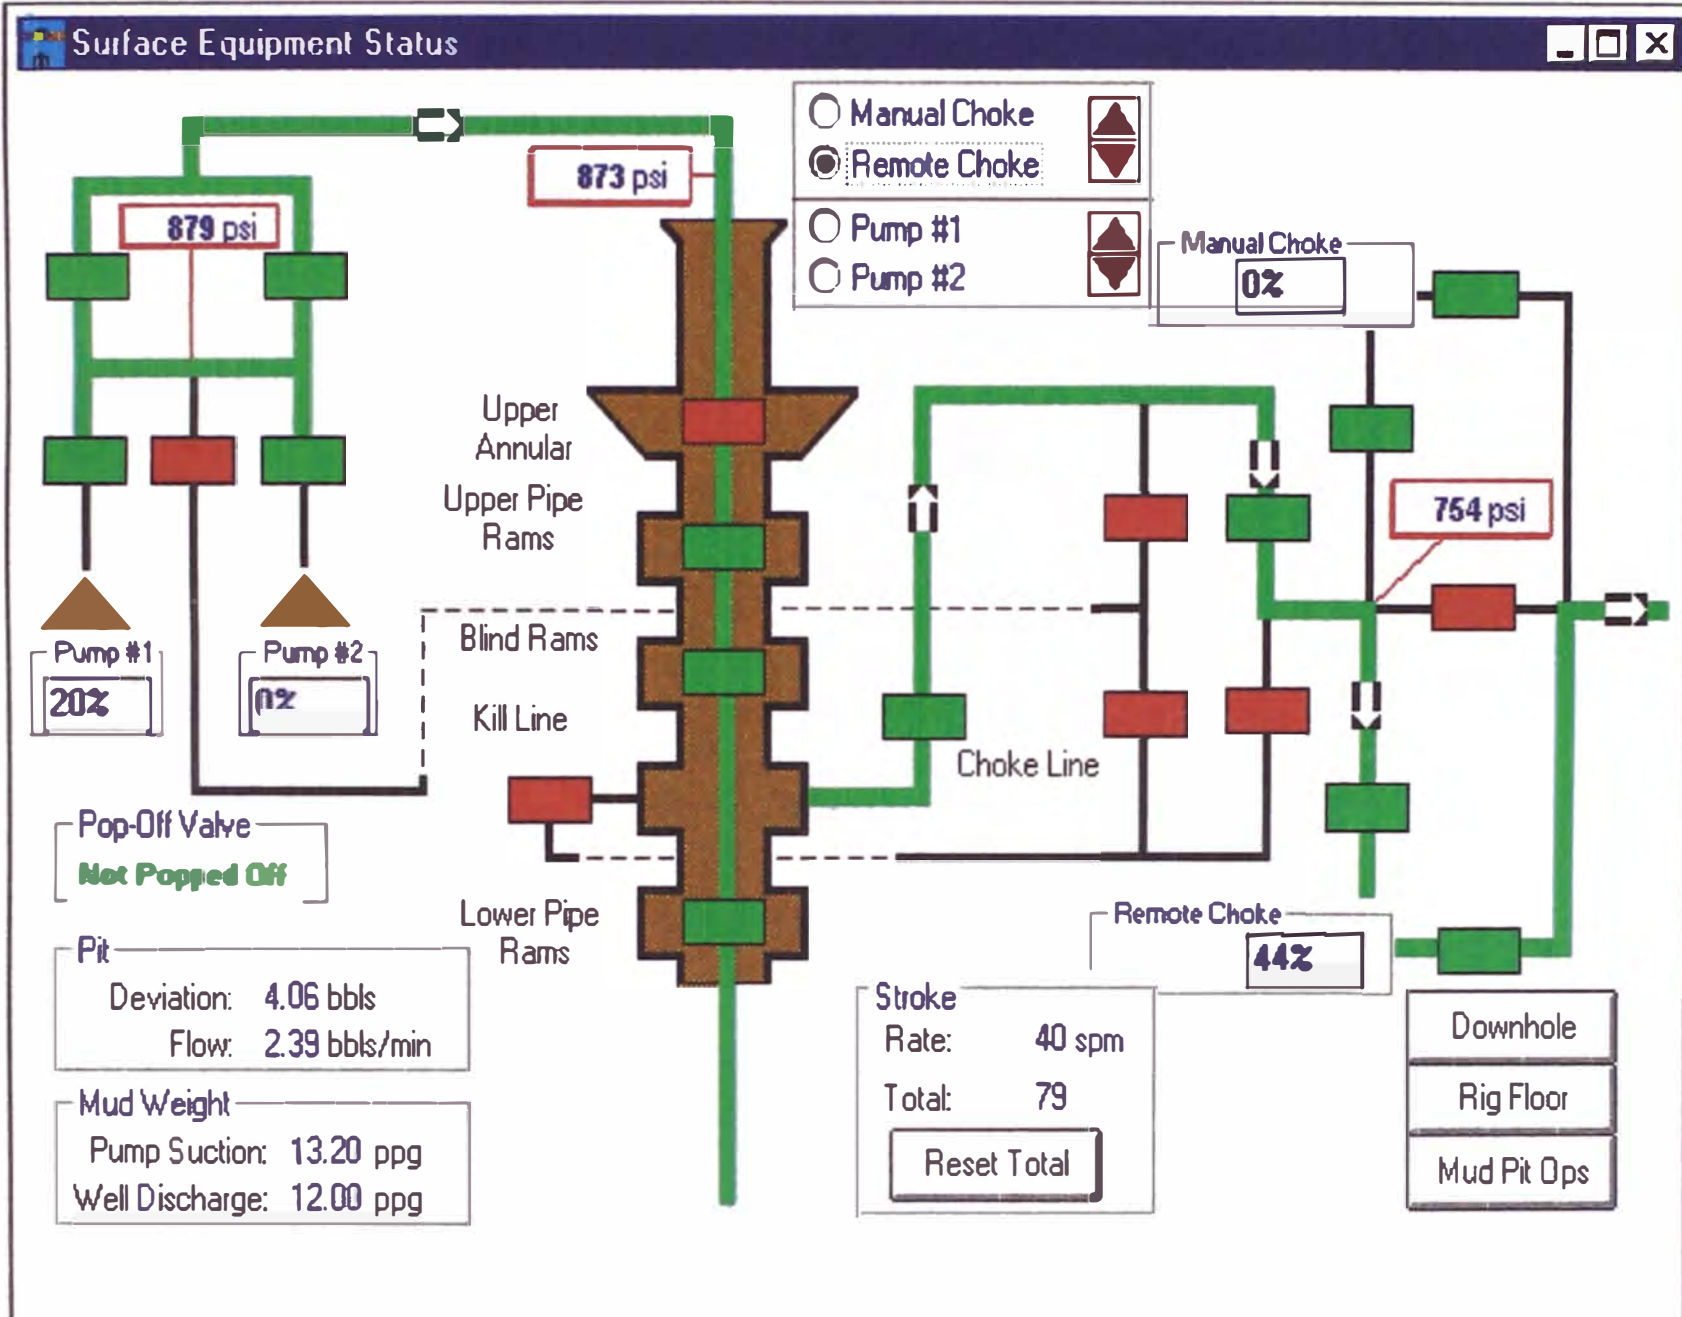 Surface Equipment Status
Manual Choke
Remote Choke
Pump #1
Pump #2
873 psi
879 psi
Manual Choke
0%
Upper
Annular
Upper Pipe
Rams
754 psi
Blind Rams
Pump #1
20%
Pump #2
0%
Kill Line
Choke Line
Pop-Off Valve
Not Popped Off
Lower Pipe
Rams
Remote Choke
44%
Pit
Deviation: 4.06 bbls
Flow: 2.39 bbls/min
Stroke
Rate: 40 spm
Total: 79
Reset Total
Mud Weight
Pump Suction: 13.20 ppg
Well Discharge: 12.00 ppg
Downhole
Rig Floor
Mud Pit Ops